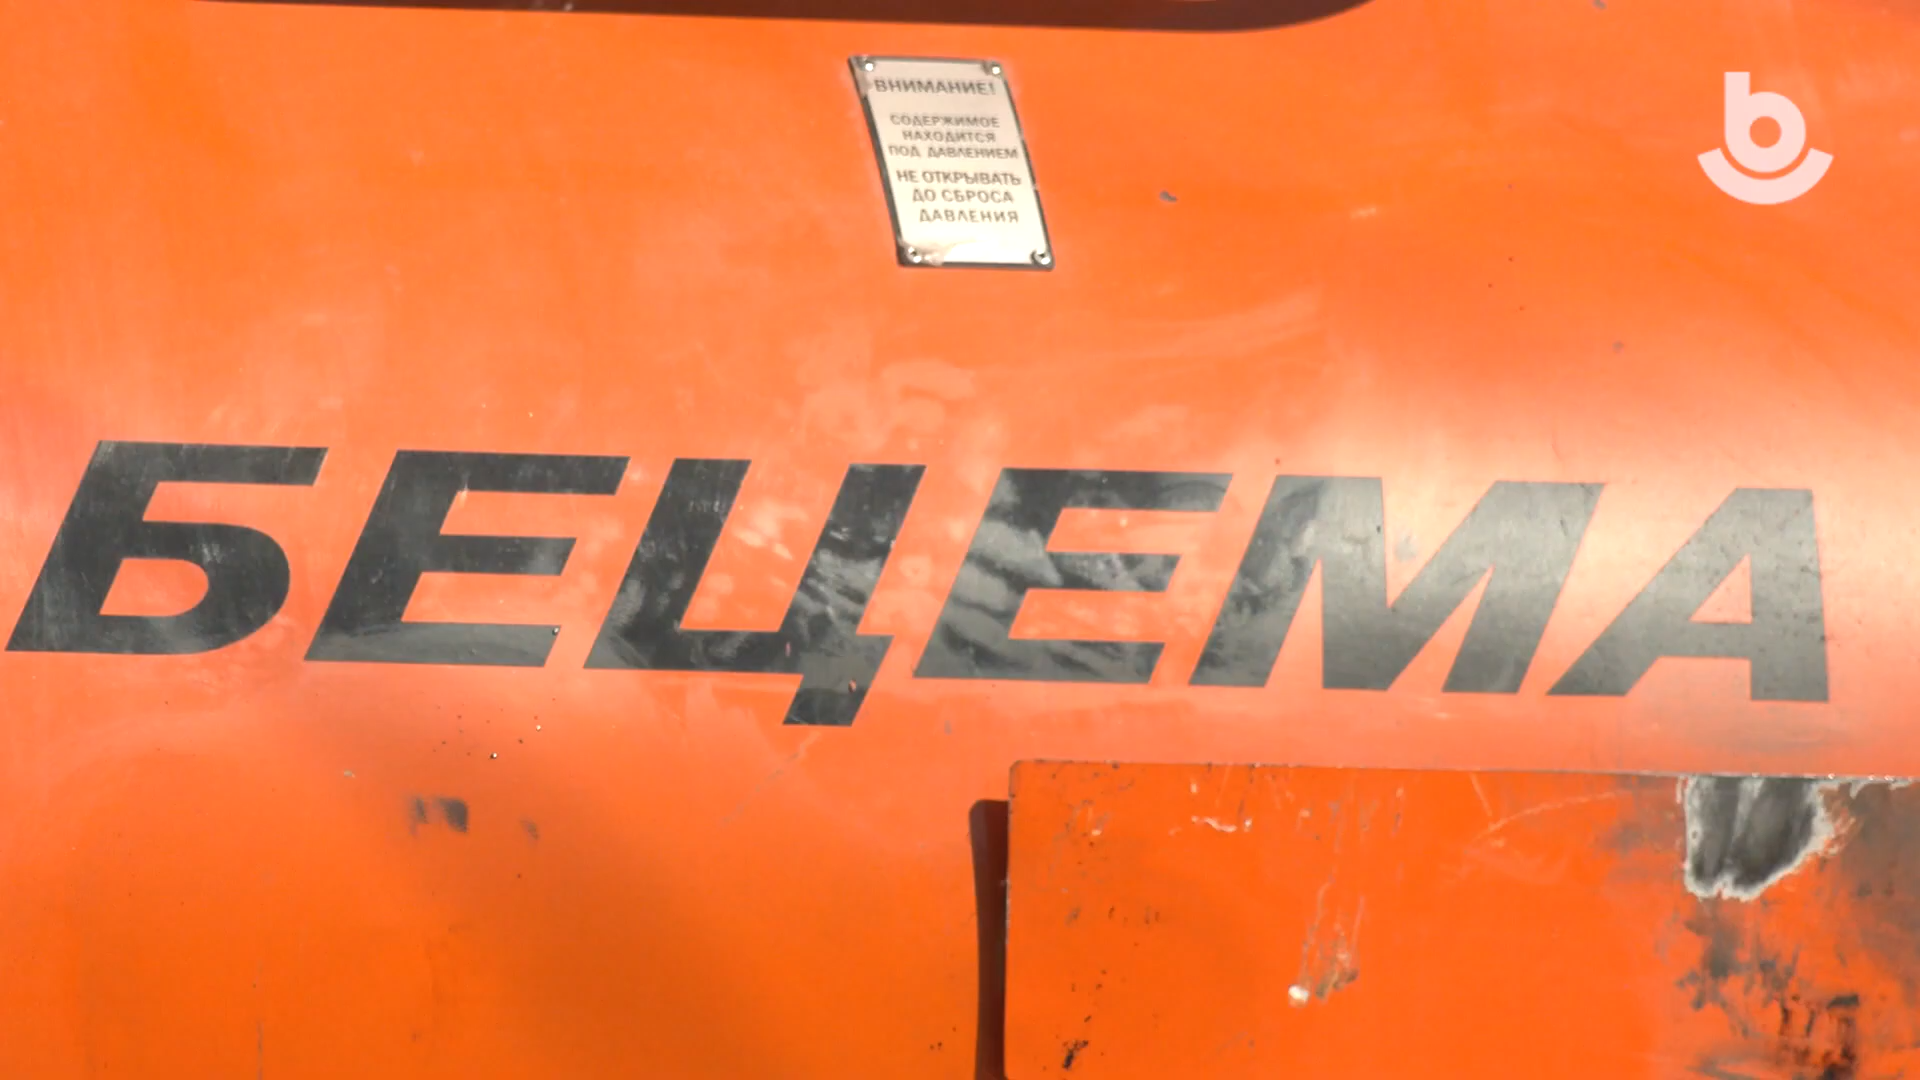 ВНИМАНИЕ!
СОДЕРЖИМОЕ
НАХОДИТСЯ
ПОД ДАВЛЕНИЕМ
НЕ ОТКРЫВАТЬ
ДО СБРОСА
ДАВЛЕНИЯ
b
БЕЦЕМА